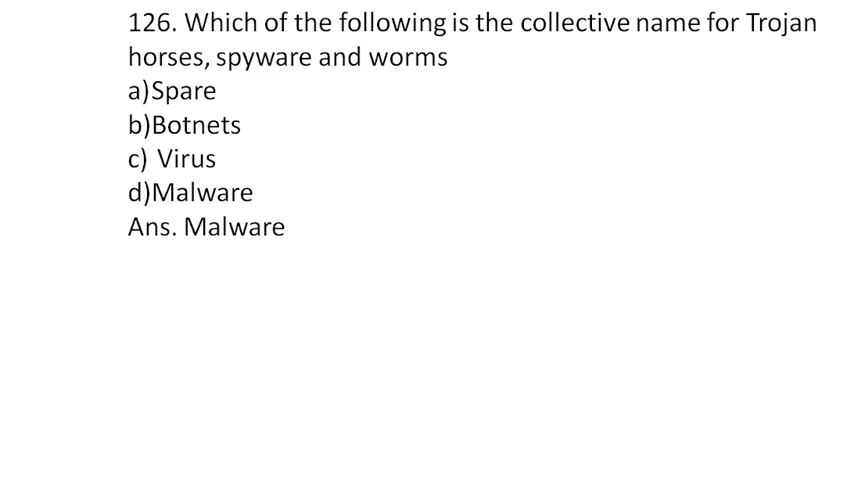 126. Which of the following is the collective name for Trojan
horses, spyware and worms
a)Spare
b)Botnets
c) Virus
d)Malware
Ans. Malware